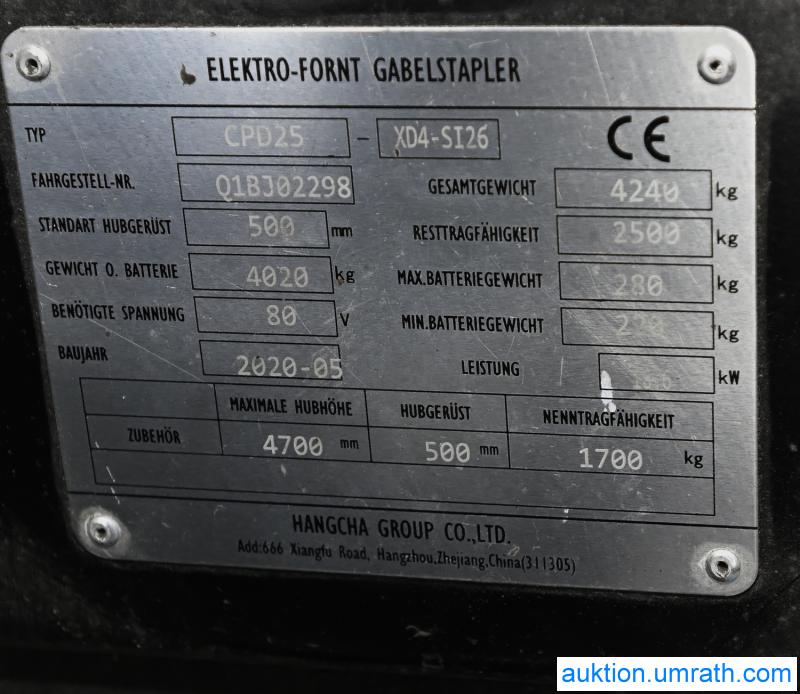 ELEKTRO-FORNT GABELSTAPLER
TYP CPD25 - XD4-SI26 CE
FAHRGESTELL-NR. Q1BJ02298 GESAMTGEWICHT 4240 kg
STANDART HUBGERÜST 500 mm RESTTRAGFÄHIGKEIT 2500 kg
GEWICHT O. BATTERIE 4020 kg MAX.BATTERIEGEWICHT 280 kg
BENÖTIGTE SPANNUNG 80 V MIN.BATTERIEGEWICHT 220 kg
BAUJAHR 2020-05 LEISTUNG kW
MAXIMALE HUBHÖHE HUBGERÜST NENNTRAGFÄHIGKEIT
ZUBEHÖR 4700 mm 500 mm 1700 kg
HANGCHA GROUP CO.,LTD.
Add:666 Xiangfu Road, Hangzhou,Zhejiang,China(311305)
auktion.umrath.com